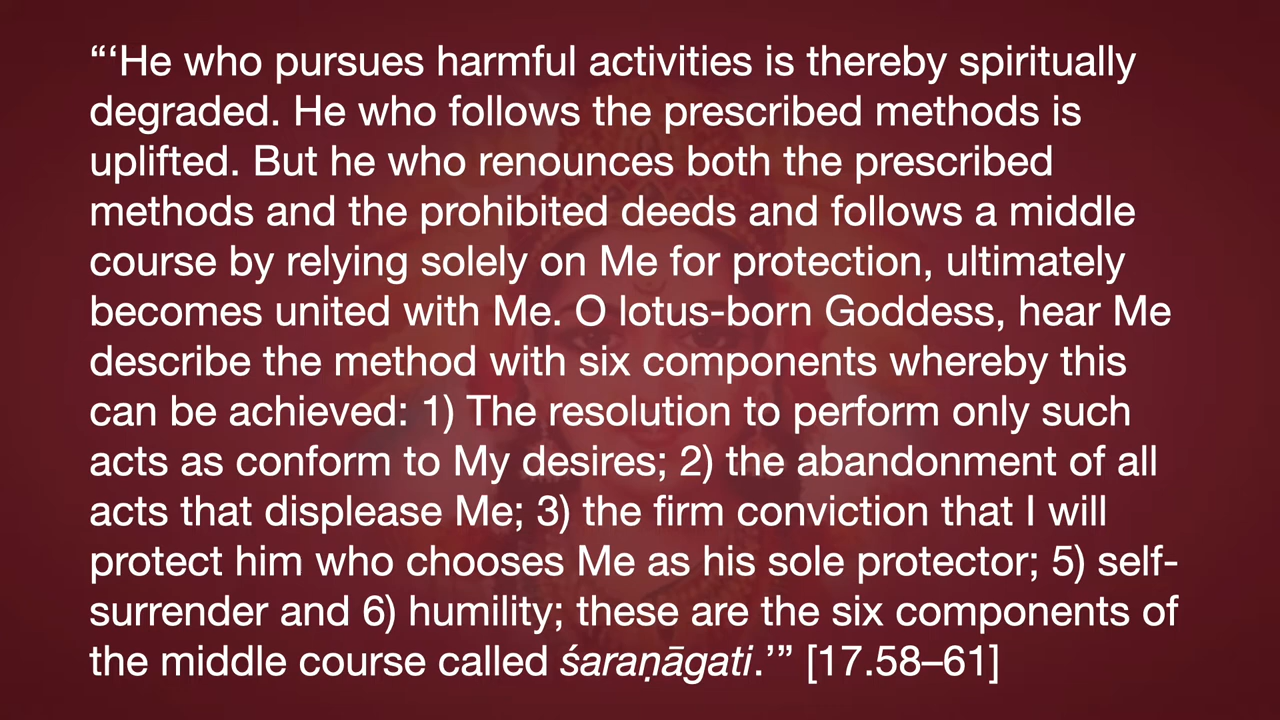 “‘He who pursues harmful activities is thereby spiritually
degraded. He who follows the prescribed methods is
uplifted. But he who renounces both the prescribed
methods and the prohibited deeds and follows a middle
course by relying solely on Me for protection, ultimately
becomes united with Me. O lotus-born Goddess, hear Me
describe the method with six components whereby this
can be achieved: 1) The resolution to perform only such
acts as conform to My desires; 2) the abandonment of all
acts that displease Me; 3) the firm conviction that I will
protect him who chooses Me as his sole protector; 5) self-
surrender and 6) humility; these are the six components of
the middle course called śaraṇāgati.’” [17.58–61]